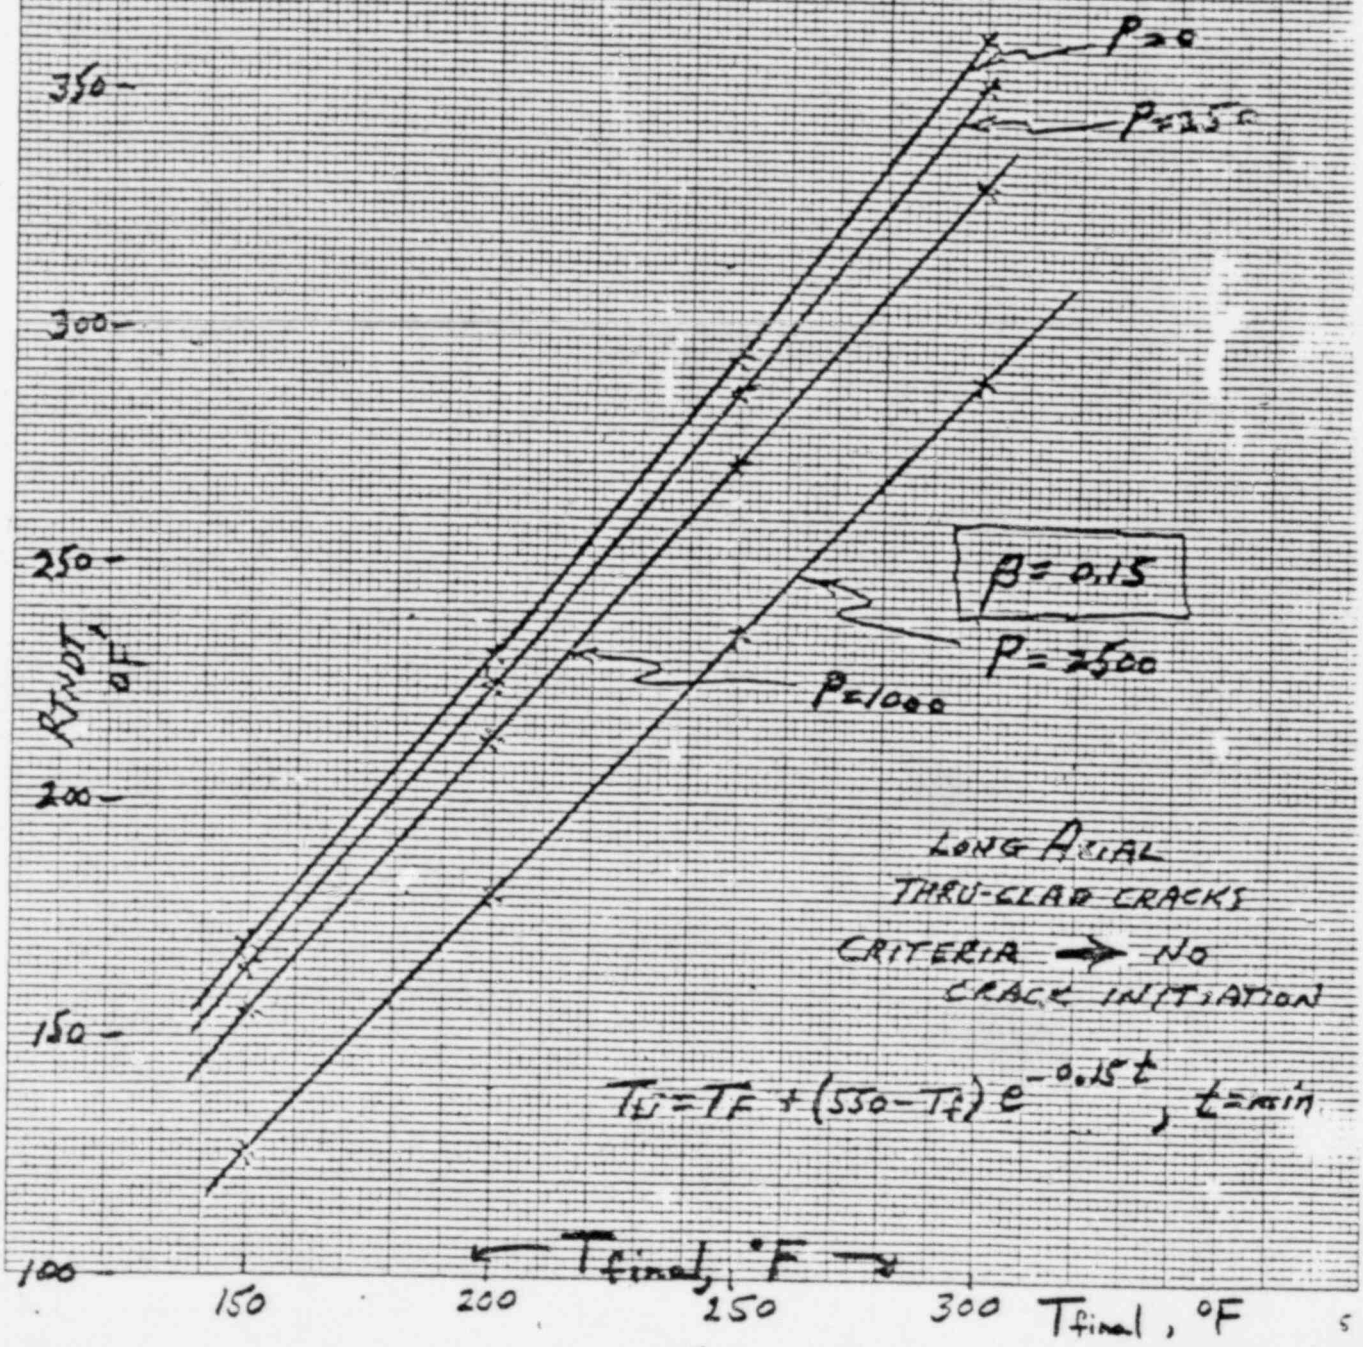 P=0
350-
P=250
300-
250-
β = 0.15
RTNDT, °F
P = 2500
P=1000
200-
LONG AXIAL
THRU-CLAD CRACKS
CRITERIA → NO
CRACK INITIATION
150-
= TF + (550-Tf) e^-0.15t, t=min.
← Tfinal, °F →
100
150 200 250 300 Tfinal, °F